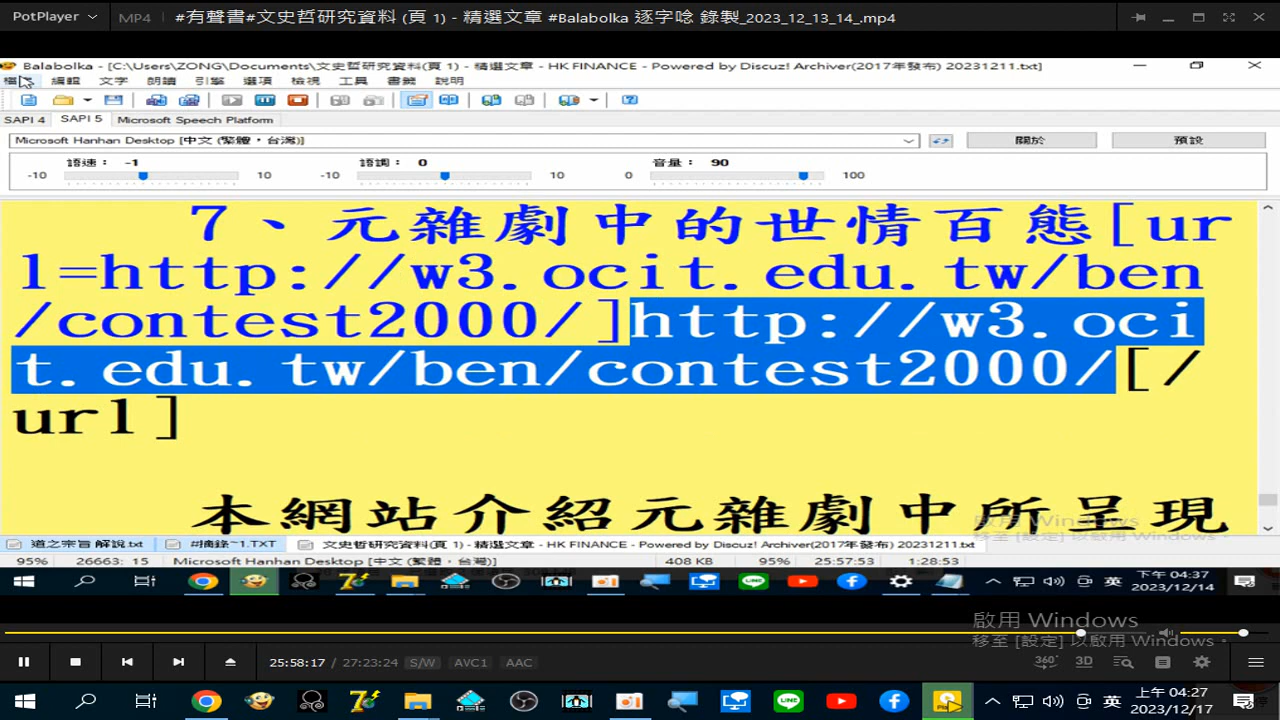 PotPlayer MP4 #有聲書#文史哲研究資料 (頁 1) - 精選文章 #Balabolka 逐字唸 錄製_2023_12_13_14_.mp4
Balabolka - [C:\Users\ZONG\Documents\文史哲研究資料(頁 1) - 精選文章 - HK FINANCE - Powered by Discuz! Archiver(2017年發布) 20231211.txt]
編輯 文字 朗讀 引擎 選項 檢視 工具 書籤 說明
SAPI 4 SAPI 5 Microsoft Speech Platform
Microsoft Hanhan Desktop [中文 (繁體，台灣)] 關於 預設
語速： -1 語調： 0 音量： 90
-10 10 -10 10 0 100
7、元雜劇中的世情百態[ur
l=http://w3.ocit.edu.tw/ben
/contest2000/]http://w3.oci
t.edu.tw/ben/contest2000/[/
url]
本網站介紹元雜劇中所呈現
啟用 Windows
移至 [設定] 以啟用 Windows。
道之宗旨 解說.txt #摘錄~1.TXT 文史哲研究資料(頁 1) - 精選文章 - HK FINANCE - Powered by Discuz! Archiver(2017年發布) 20231211.txt
95% 26663: 15 Microsoft Hanhan Desktop [中文 (繁體，台灣)] 408 KB 95% 25:57:53 1:28:53
英 下午 04:37
2023/12/14
啟用 Windows
移至 [設定] 以啟用 Windows。
25:58:17 / 27:23:24 S/W AVC1 AAC 360° 3D
英 上午 04:27
2023/12/17